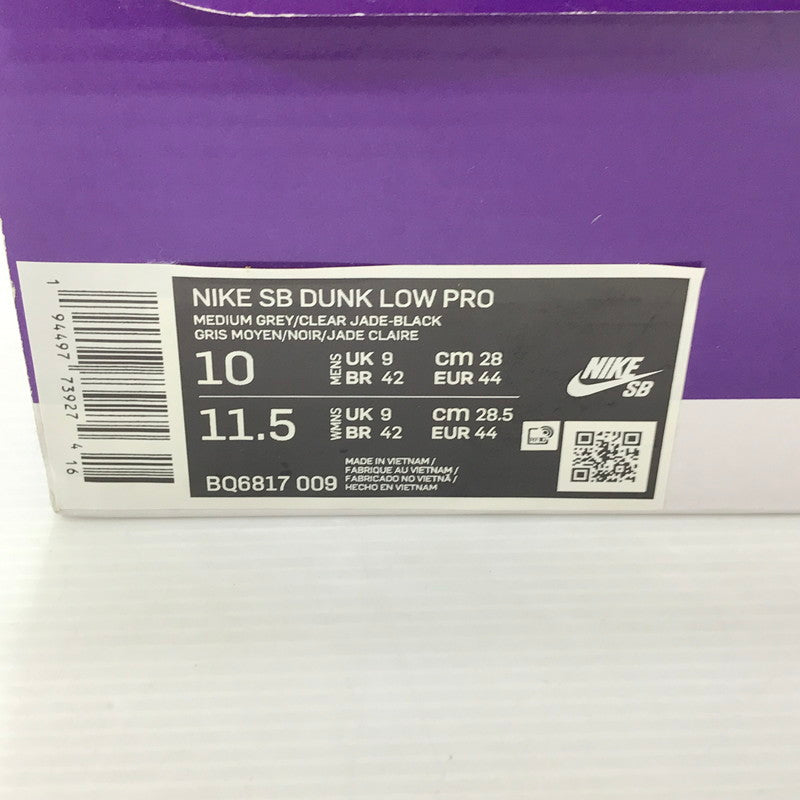 1 94497 73927 416
NIKE SB DUNK LOW PRO
MEDIUM GREY/CLEAR JADE-BLACK
GRIS MOYEN/NOIR/JADE CLAIRE
10 MENS UK 9 cm 28
BR 42 EUR 44
11.5 WMNS UK 9 cm 28.5
BR 42 EUR 44
NIKE
SB
BQ6817 009
MADE IN VIETNAM /
FABRIQUE AU VIETNAM /
FABRICADO NO VIETNÃ /
HECHO EN VIETNAM